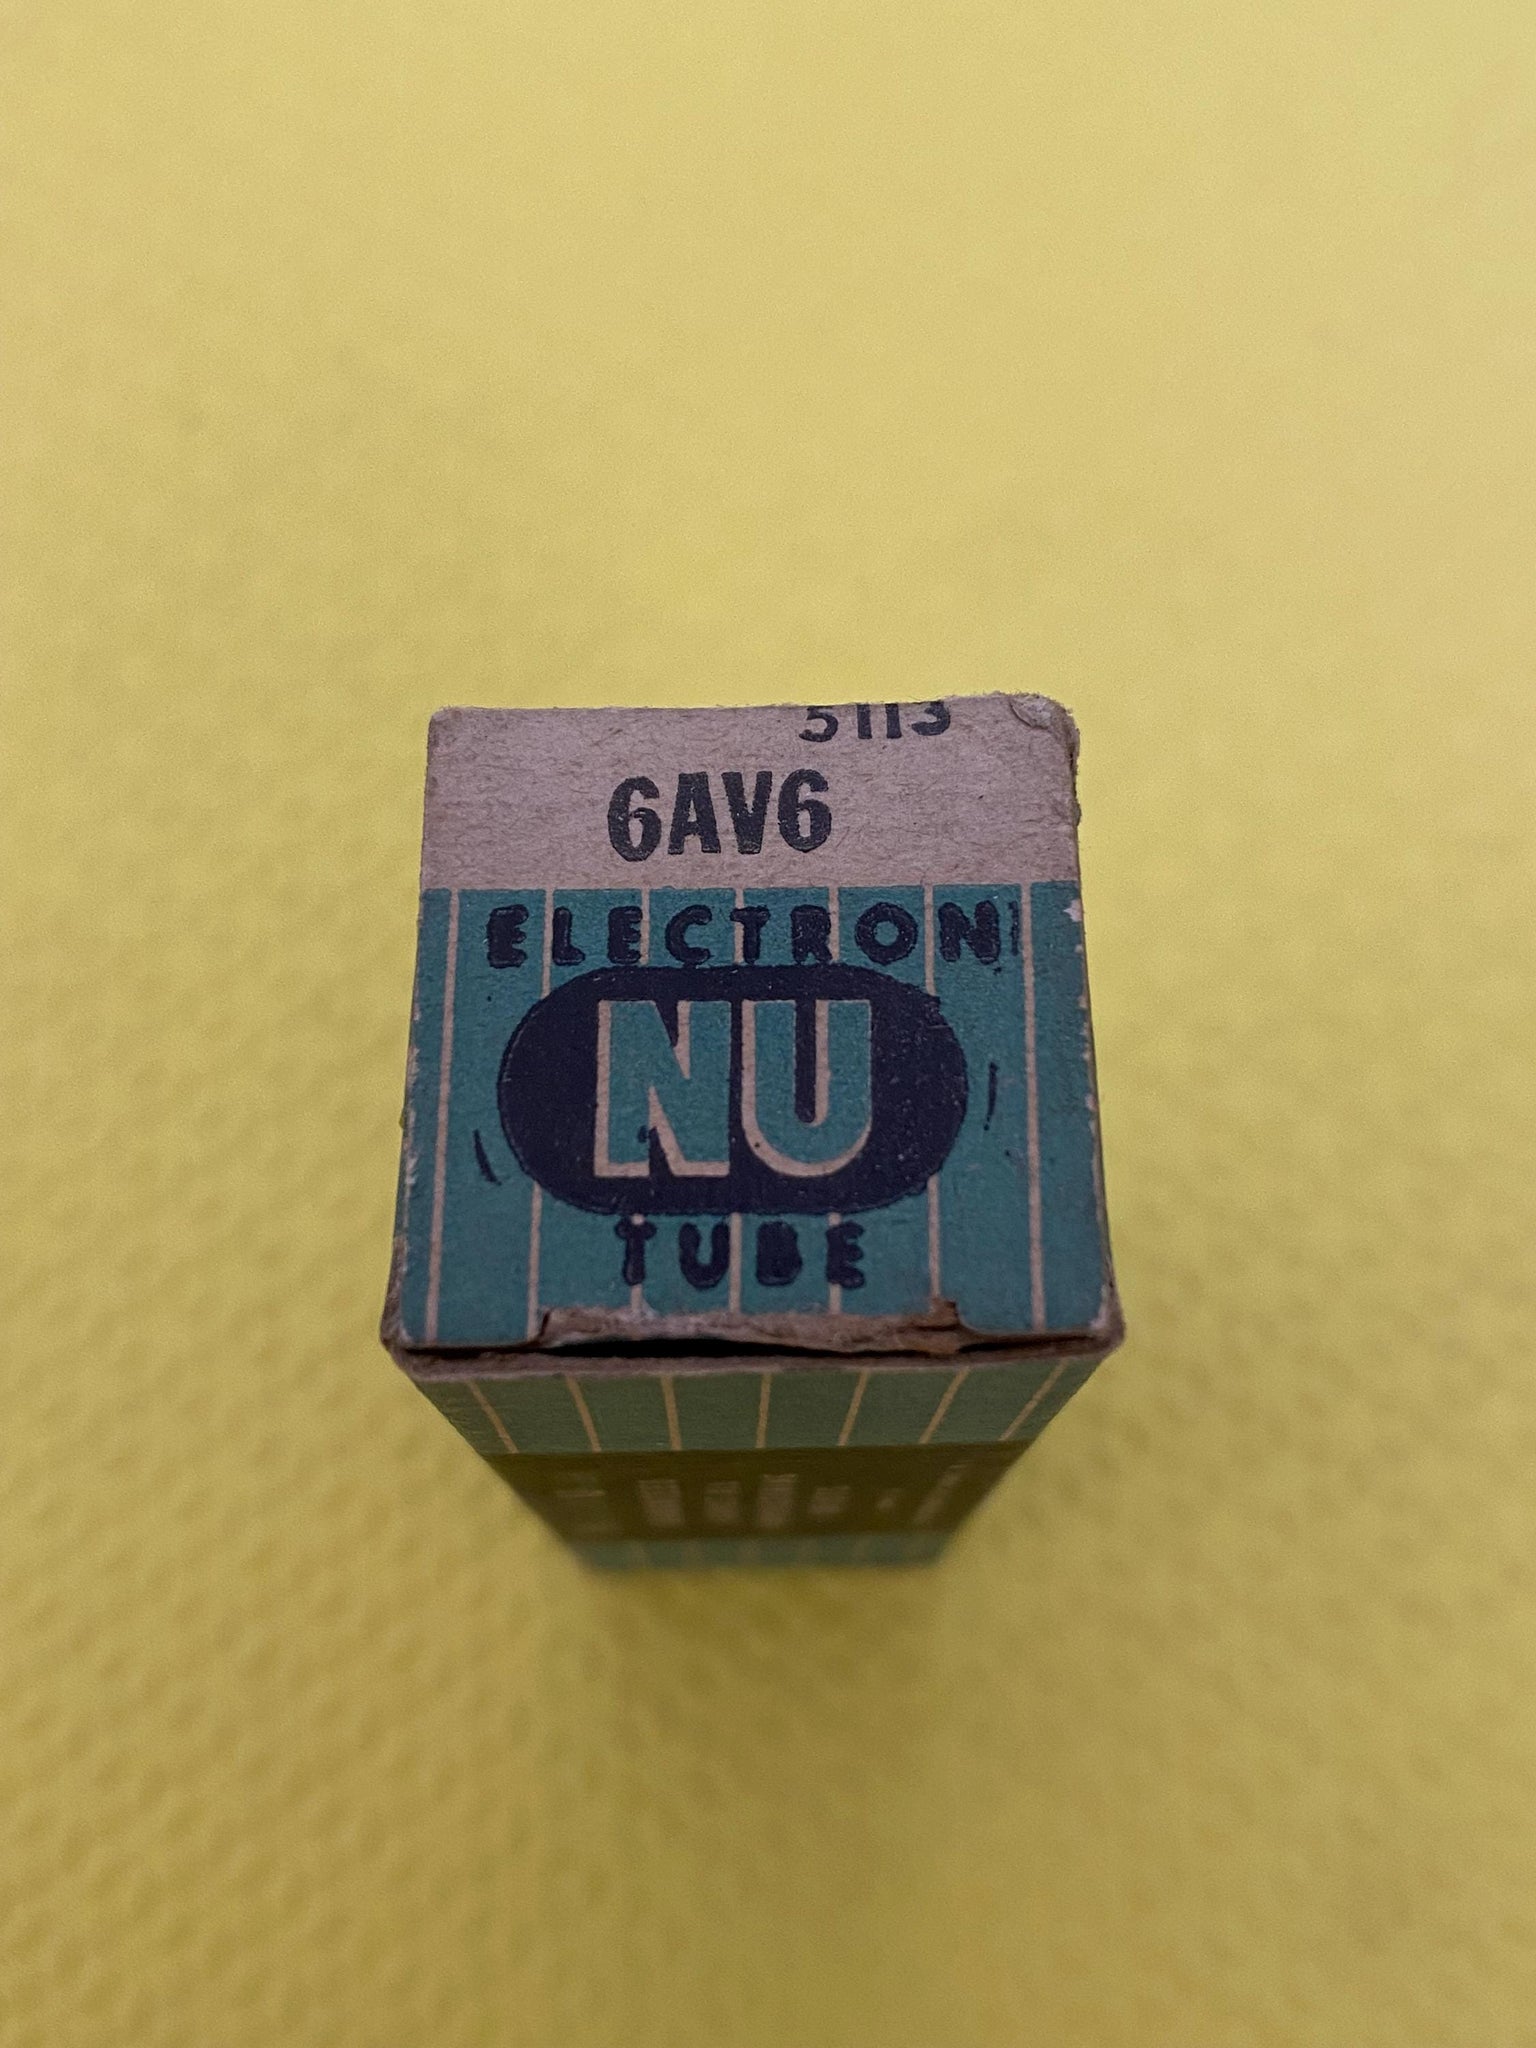 5113
6AV6
ELECTRON
NU
TUBE